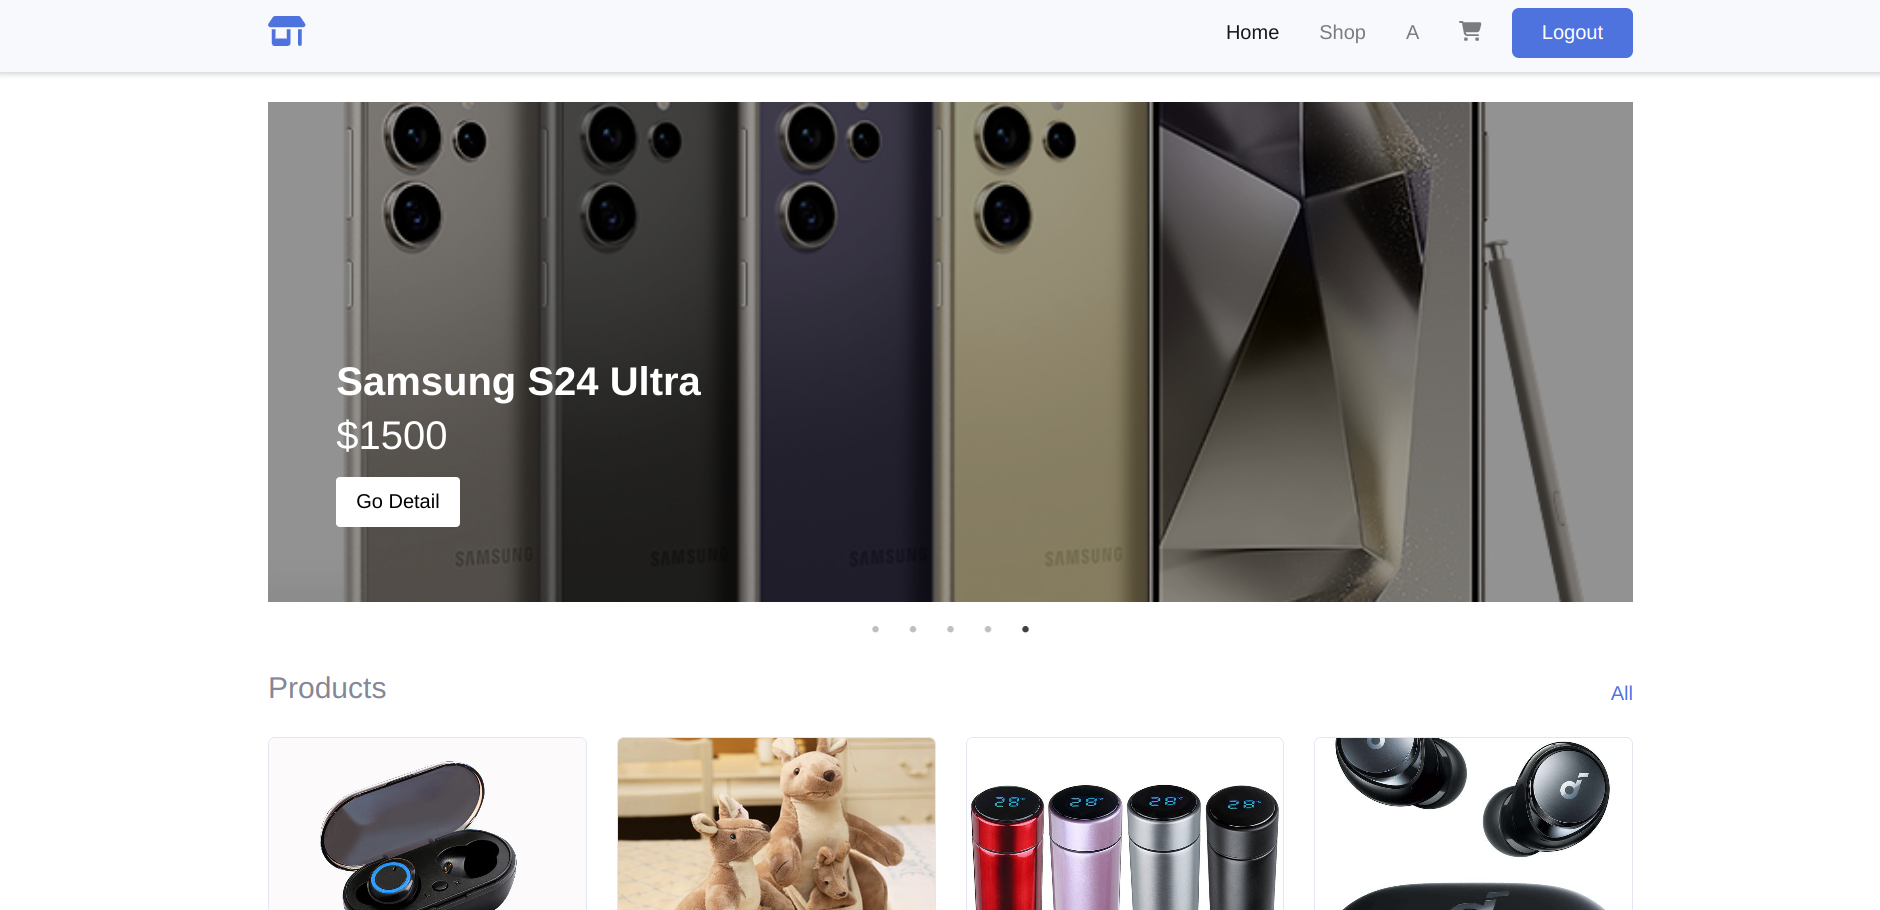 Home
Shop
A
Logout
Samsung S24 Ultra
$1500
Go Detail
SAMSUNG
SAMSUNG
SAMSUNG
SAMSUNG
Products
All
28
28
28
28